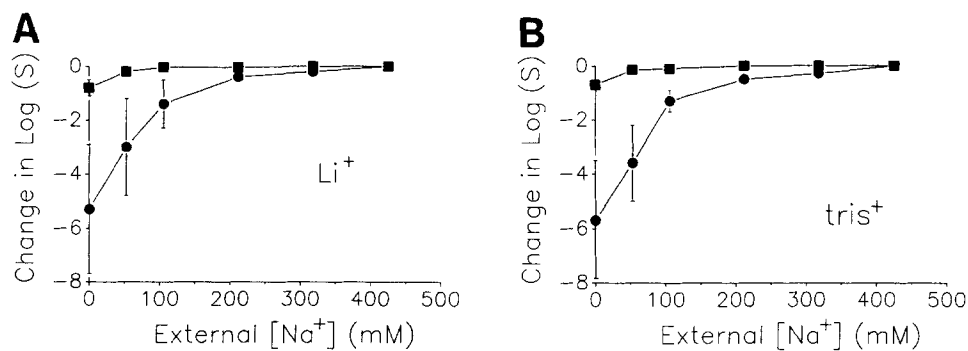 A
Change in Log (S)
0
−2
−4
−6
−8
Li⁺
0 100 200 300 400 500
External [Na⁺] (mM)
B
Change in Log (S)
0
−2
−4
−6
−8
tris⁺
0 100 200 300 400 500
External [Na⁺] (mM)